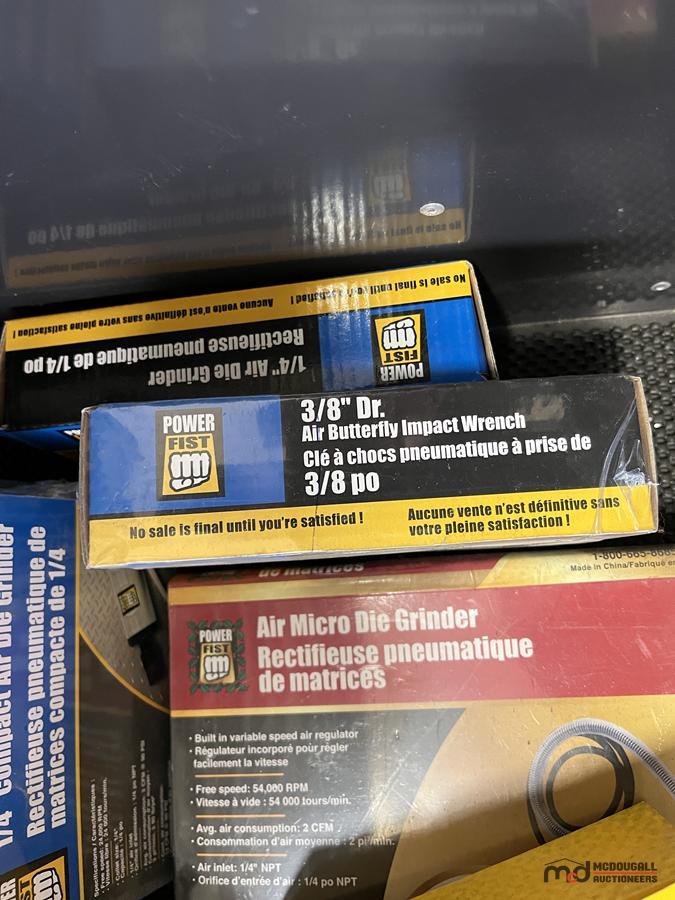 No sale is final until you're satisfied !
Aucune vente n'est définitive sans votre pleine satisfaction !
1/4" Air Die Grinder
Rectifieuse pneumatique de 1/4 po
POWER
FIST
POWER
FIST
3/8" Dr.
Air Butterfly Impact Wrench
Clé à chocs pneumatique à prise de
3/8 po
No sale is final until you're satisfied !
Aucune vente n'est définitive sans
votre pleine satisfaction !
1/4" Compact Air Die Grinder
Rectifieuse pneumatique de
matrices compacte de 1/4
Made in China/Fabriqué en
de matrices
POWER
FIST
Air Micro Die Grinder
Rectifieuse pneumatique
de matrices
• Built in variable speed air regulator
• Régulateur incorporé pour régler
facilement la vitesse
• Free speed: 54,000 RPM
• Vitesse à vide : 54 000 tours/min.
• Avg. air consumption: 2 CFM
• Consommation d'air moyenne : 2 pi³/min.
• Air inlet: 1/4" NPT
• Orifice d'entrée d'air : 1/4 po NPT
MCDOUGALL
AUCTIONEERS